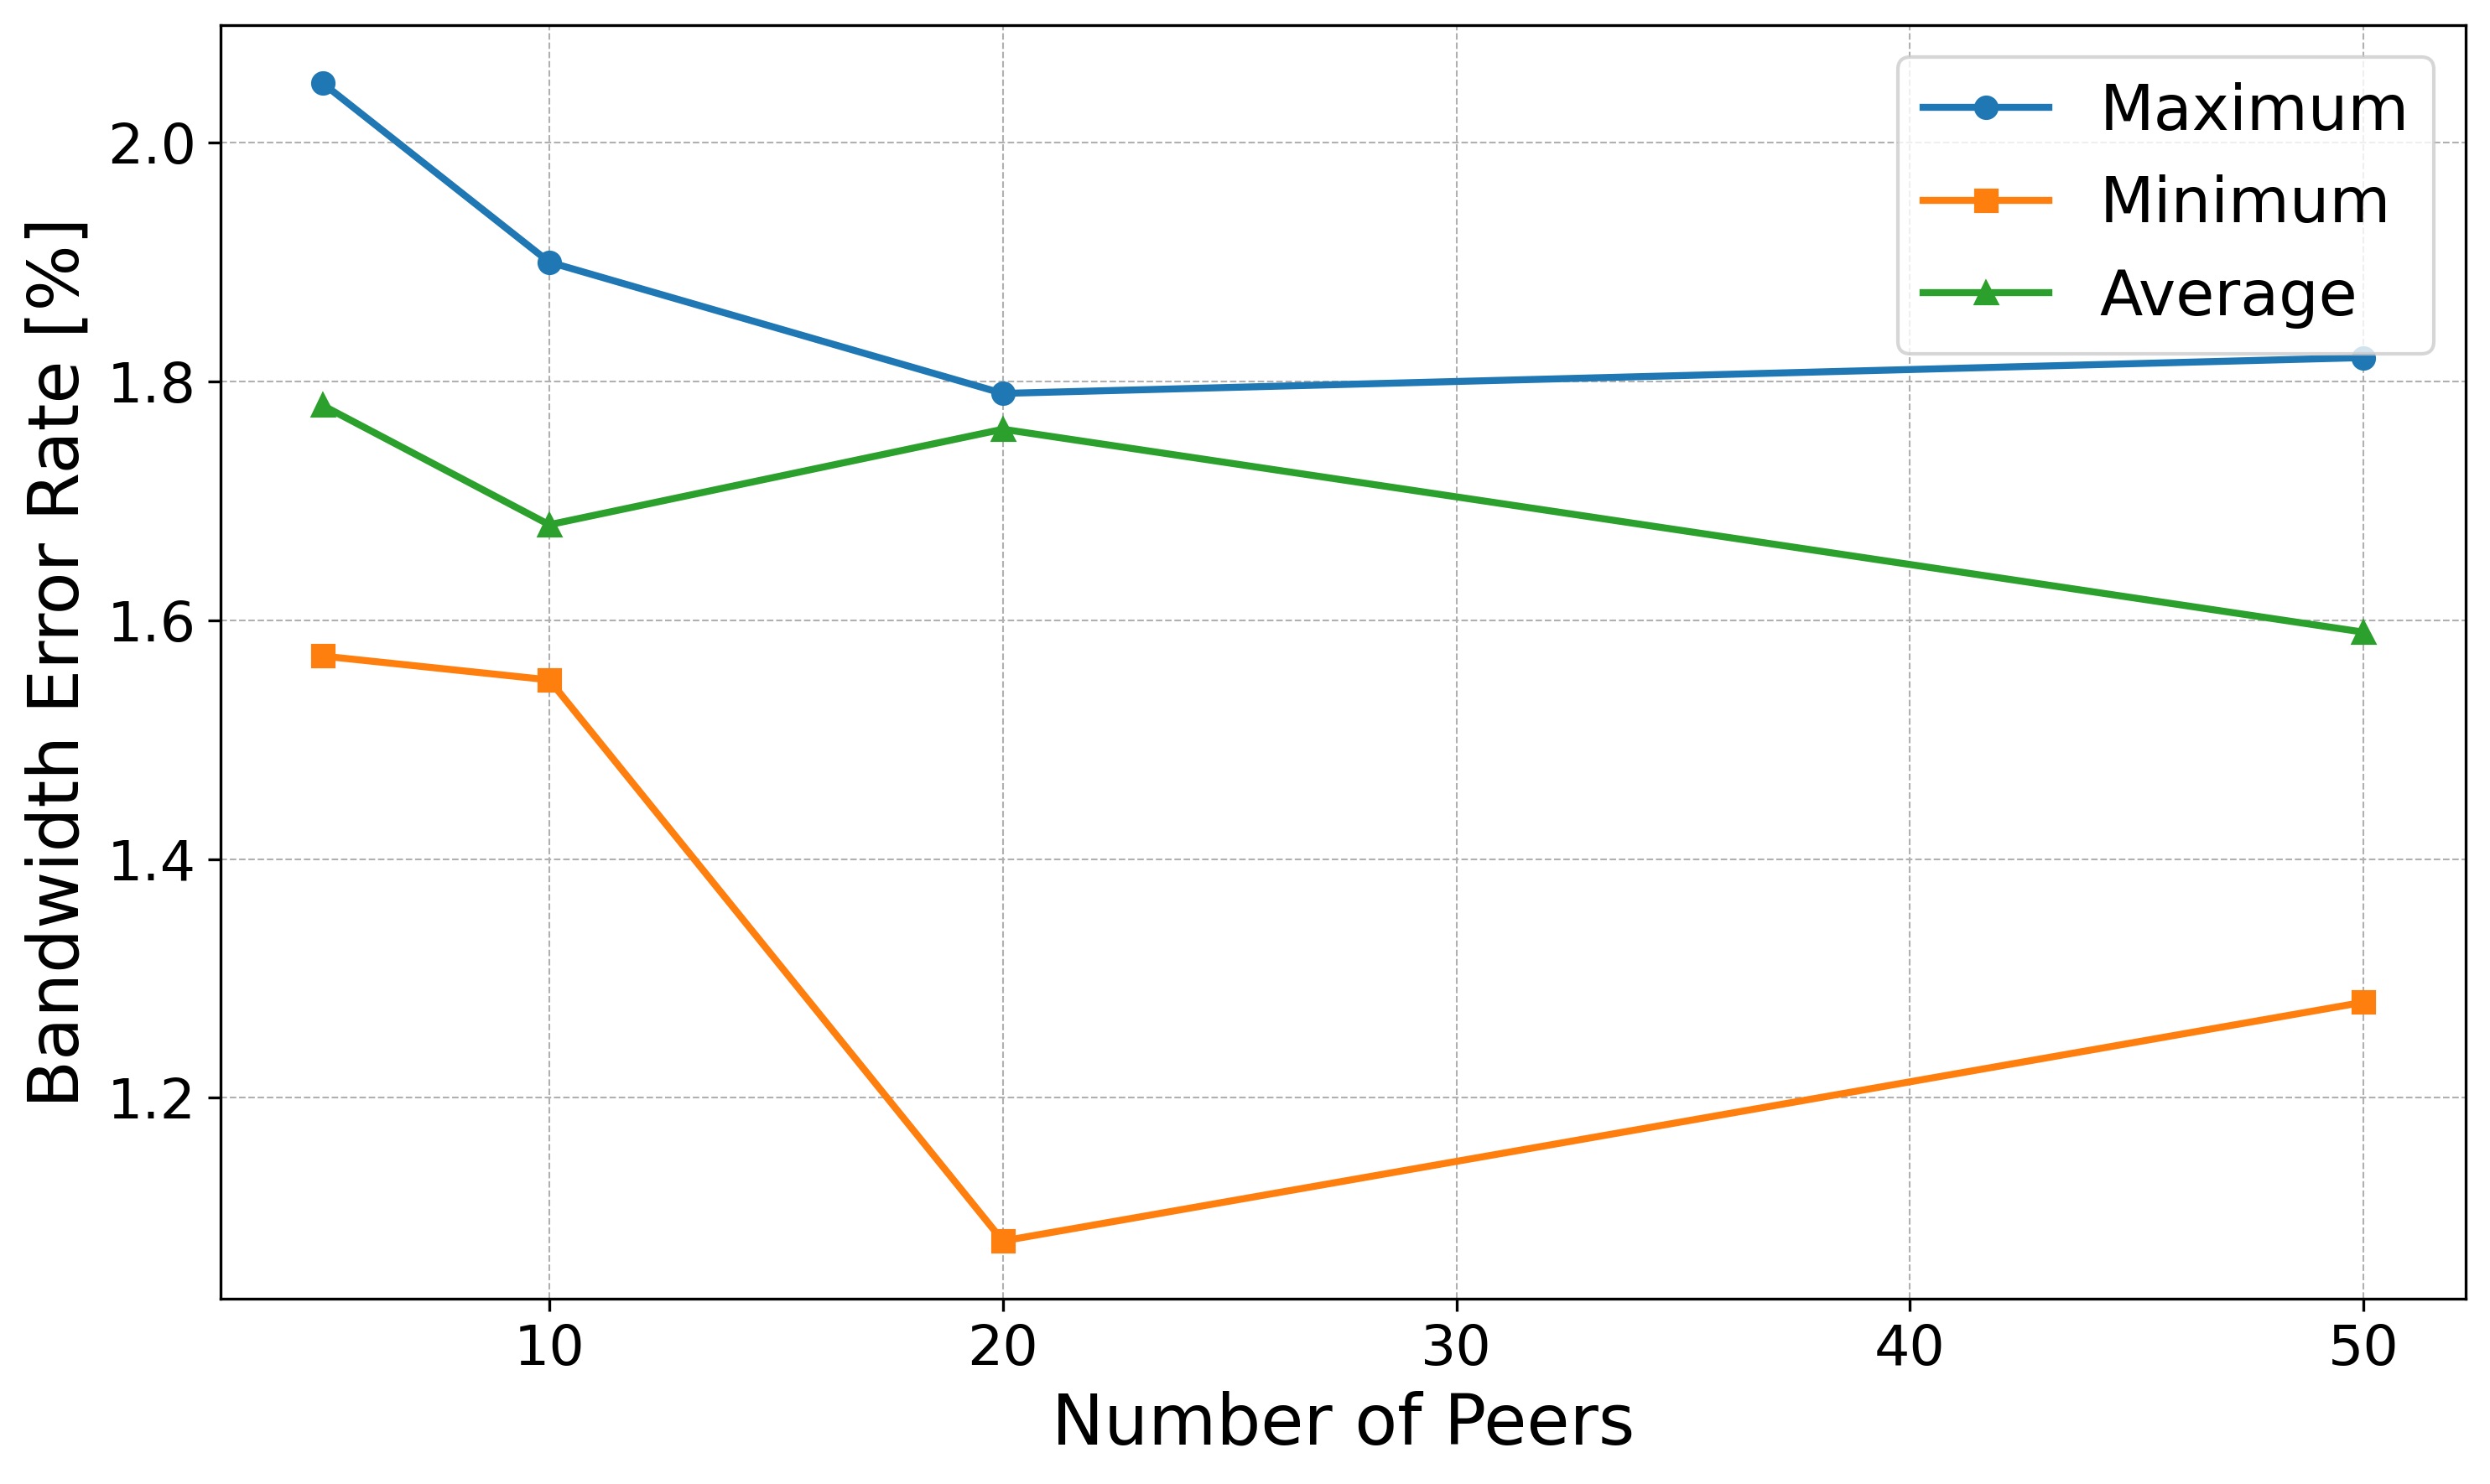 Maximum
Minimum
Average
Bandwidth Error Rate [%]
2.0
1.8
1.6
1.4
1.2
10 20 30 40 50
Number of Peers